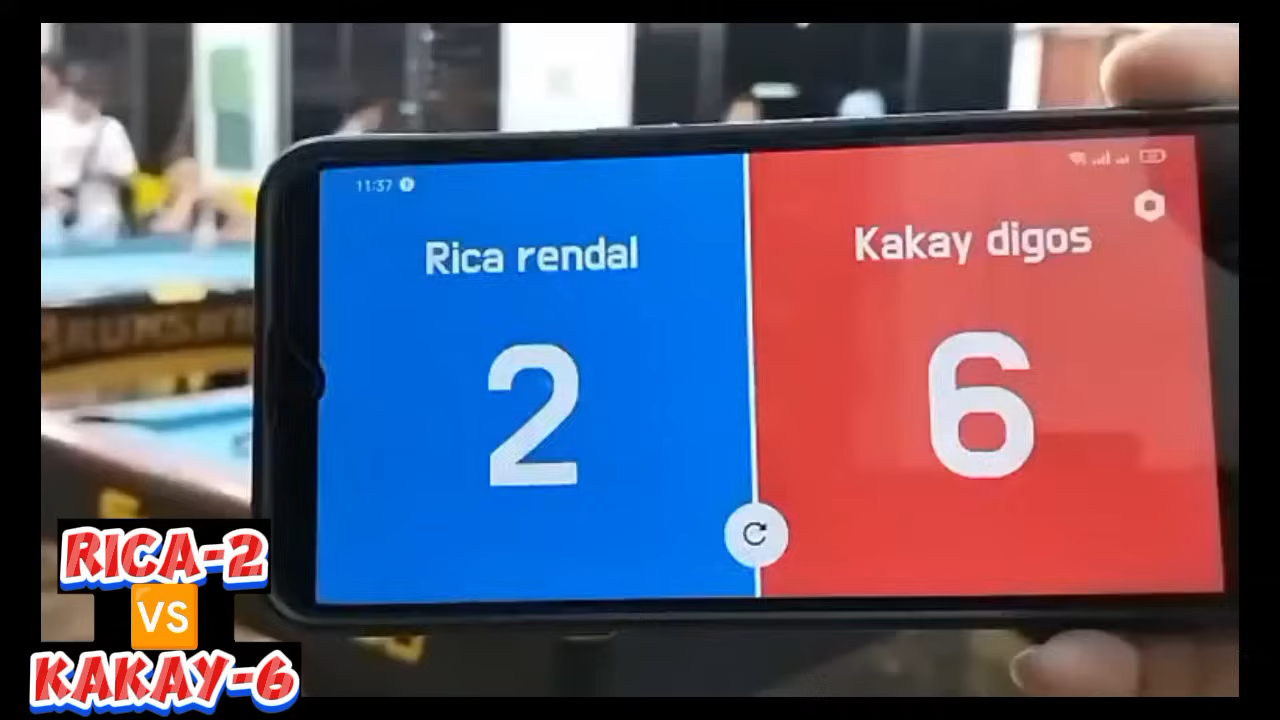 11:37
Rica rendal
Kakay digos
2
6
RICA-2
VS
KAKAY-6